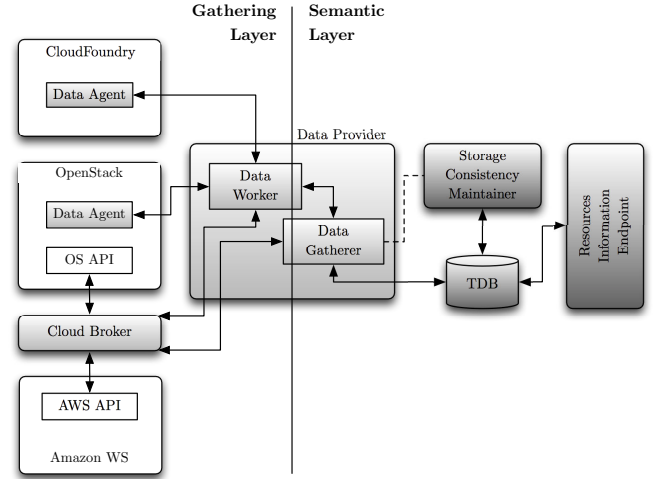 Gathering
Layer
Semantic
Layer
CloudFoundry
Data Agent
Data Provider
OpenStack
Data Agent
OS API
Data
Worker
Data
Gatherer
Storage
Consistency
Maintainer
TDB
Resources
Information
Endpoint
Cloud Broker
AWS API
Amazon WS